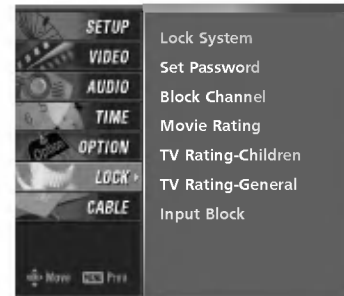 SETUP
VIDEO
AUDIO
TIME
OPTION
LOCK
CABLE
Move MENU Prev
Lock System
Set Password
Block Channel
Movie Rating
TV Rating-Children
TV Rating-General
Input Block